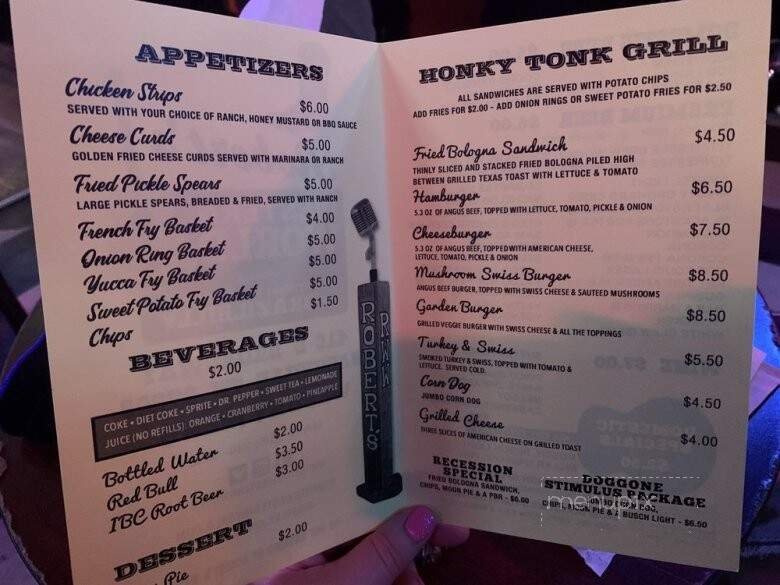 APPETIZERS
Chicken Strips $6.00
SERVED WITH YOUR CHOICE OF RANCH, HONEY MUSTARD OR BBQ SAUCE
Cheese Curds $5.00
GOLDEN FRIED CHEESE CURDS SERVED WITH MARINARA OR RANCH
Fried Pickle Spears $5.00
LARGE PICKLE SPEARS, BREADED & FRIED, SERVED WITH RANCH
French Fry Basket $4.00
Onion Ring Basket $5.00
Yucca Fry Basket $5.00
Sweet Potato Fry Basket $5.00
Chips $1.50
BEVERAGES
$2.00
COKE • DIET COKE • SPRITE • DR. PEPPER • SWEET TEA • LEMONADE
JUICE (NO REFILLS): ORANGE • CRANBERRY • TOMATO • PINEAPPLE
Bottled Water $2.00
Red Bull $3.50
IBC Root Beer $3.00
DESSERT
Pie $2.00
ROBERT'S
HONKY TONK GRILL
ALL SANDWICHES ARE SERVED WITH POTATO CHIPS
ADD FRIES FOR $2.00 - ADD ONION RINGS OR SWEET POTATO FRIES FOR $2.50
Fried Bologna Sandwich $4.50
THINLY SLICED AND STACKED FRIED BOLOGNA PILED HIGH
BETWEEN GRILLED TEXAS TOAST WITH LETTUCE & TOMATO
Hamburger $6.50
5.3 OZ OF ANGUS BEEF, TOPPED WITH LETTUCE, TOMATO, PICKLE & ONION
Cheeseburger $7.50
5.3 OZ OF ANGUS BEEF, TOPPED WITH AMERICAN CHEESE,
LETTUCE, TOMATO, PICKLE & ONION
Mushroom Swiss Burger $8.50
ANGUS BEEF BURGER, TOPPED WITH SWISS CHEESE & SAUTEED MUSHROOMS
Garden Burger $8.50
GRILLED VEGGIE BURGER WITH SWISS CHEESE & ALL THE TOPPINGS
Turkey & Swiss $5.50
SMOKED TURKEY & SWISS, TOPPED WITH TOMATO &
LETTUCE. SERVED COLD.
Corn Dog $4.50
JUMBO CORN DOG
Grilled Cheese $4.00
THREE SLICES OF AMERICAN CHEESE ON GRILLED TOAST
RECESSION
SPECIAL
FRIED BOLOGNA SANDWICH,
CHIPS, MOON PIE & A PBR - $6.00
DOGGONE
STIMULUS PACKAGE
JUMBO CORN DOG,
CHIPS, MOON PIE & A BUSCH LIGHT - $6.50